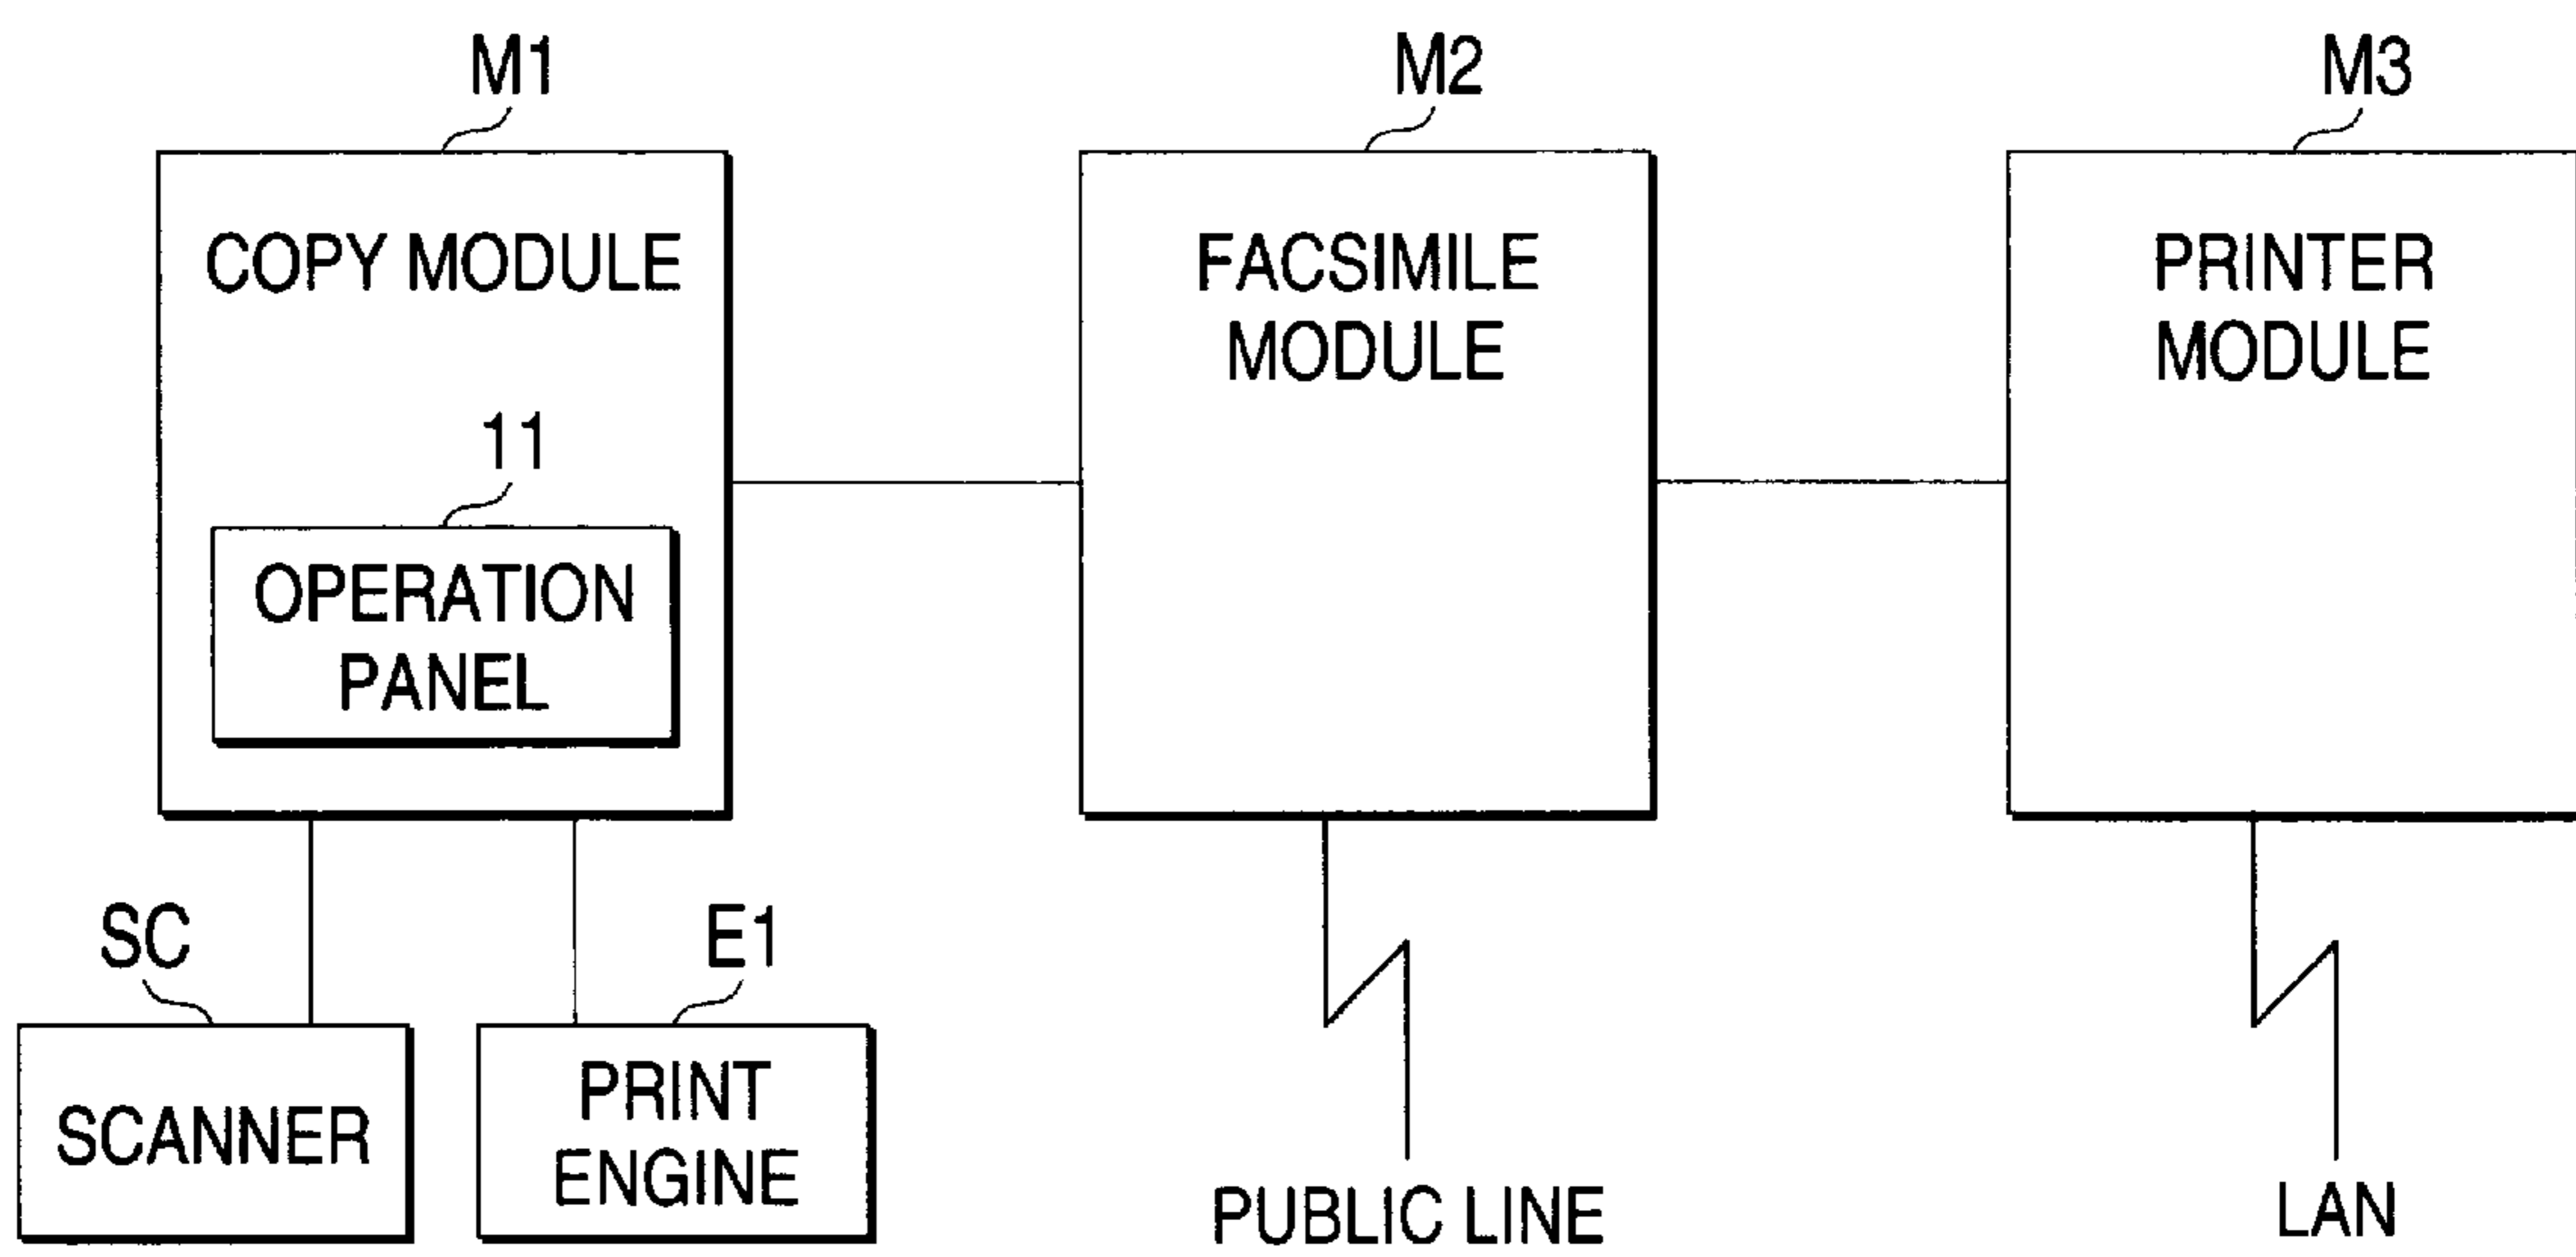 M1
M2
M3
COPY MODULE
FACSIMILE
MODULE
PRINTER
MODULE
11
OPERATION
PANEL
SC
E1
SCANNER
PRINT
ENGINE
PUBLIC LINE
LAN